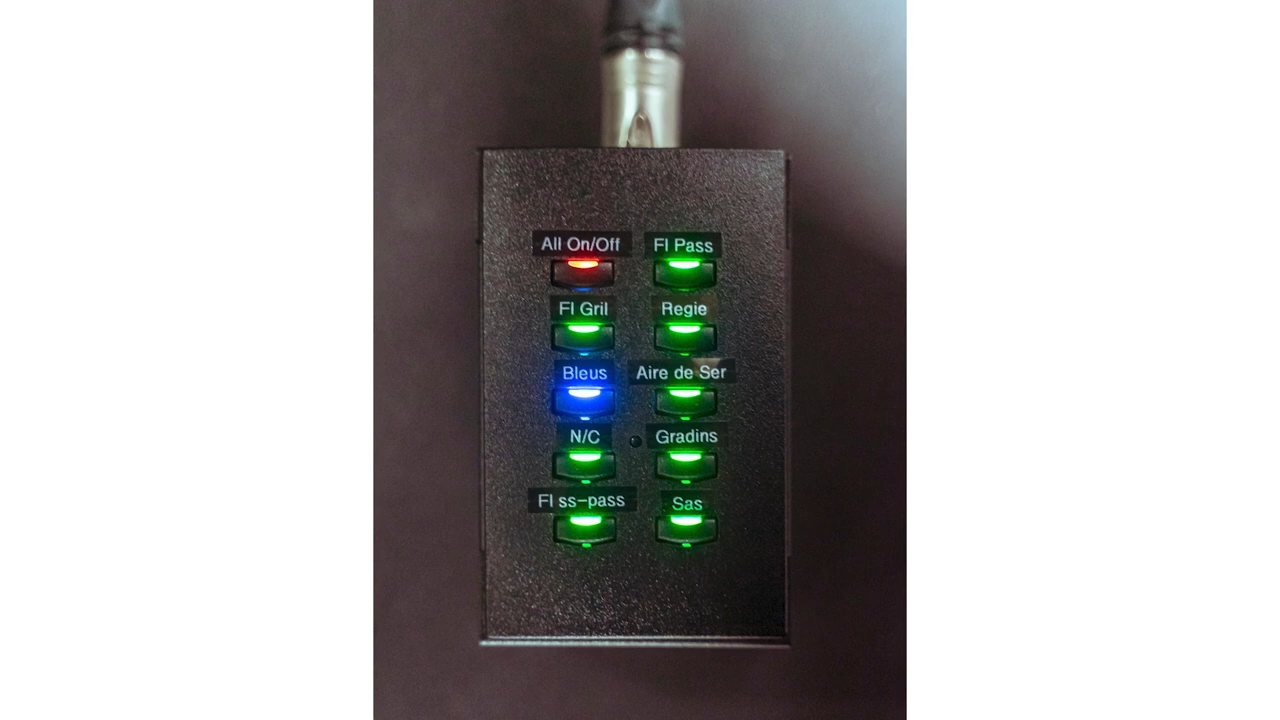 All On/Off
Fl Pass
Fl Gril
Regie
Bleus
Aire de Ser
N/C
Gradins
Fl ss-pass
Sas